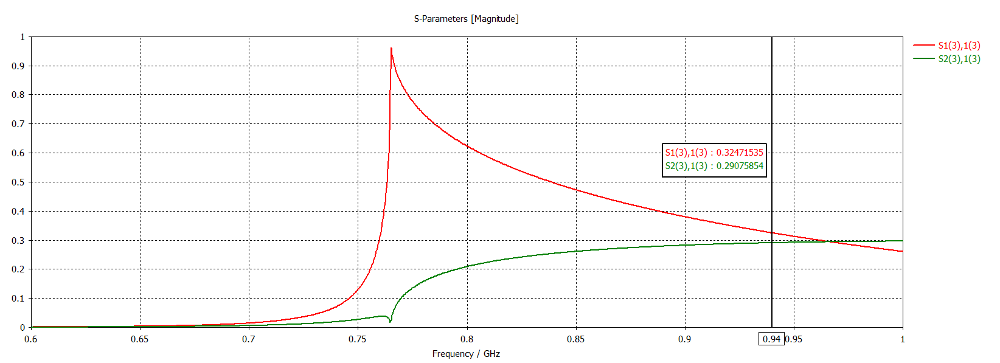 S-Parameters [Magnitude]
S1(3),1(3)
S2(3),1(3)
1
0.9
0.8
0.7
0.6
0.5
0.4
0.3
0.2
0.1
0
S1(3),1(3) : 0.32471535
S2(3),1(3) : 0.29075854
0.6 0.65 0.7 0.75 0.8 0.85 0.9 0.94 0.95 1
Frequency / GHz